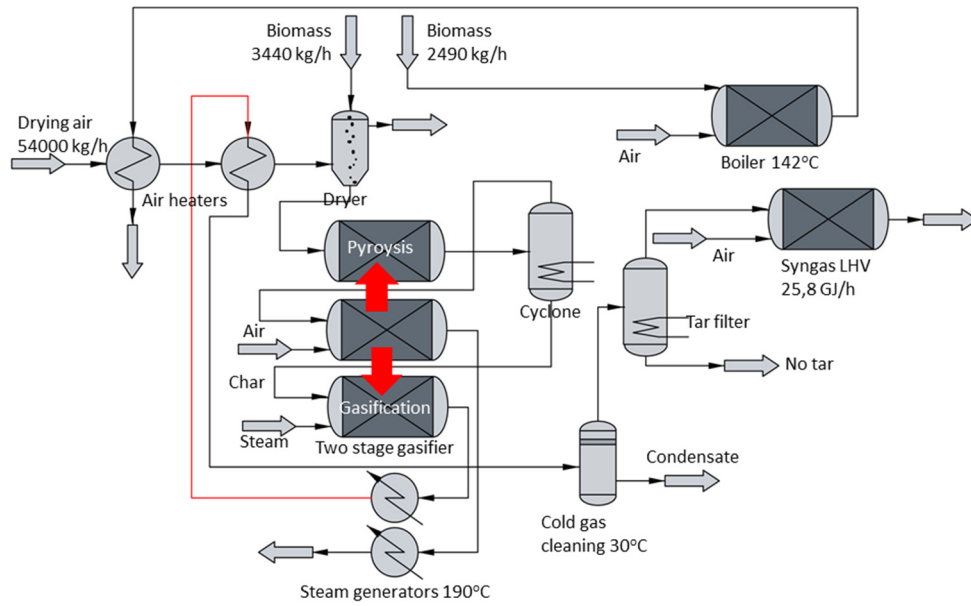 Biomass
3440 kg/h
Biomass
2490 kg/h
Drying air
54000 kg/h
Air
Boiler 142°C
Air heaters
Dryer
Pyroysis
Air
Syngas LHV
25,8 GJ/h
Cyclone
Tar filter
Air
No tar
Char
Gasification
Steam
Two stage gasifier
Condensate
Cold gas
cleaning 30°C
Steam generators 190°C